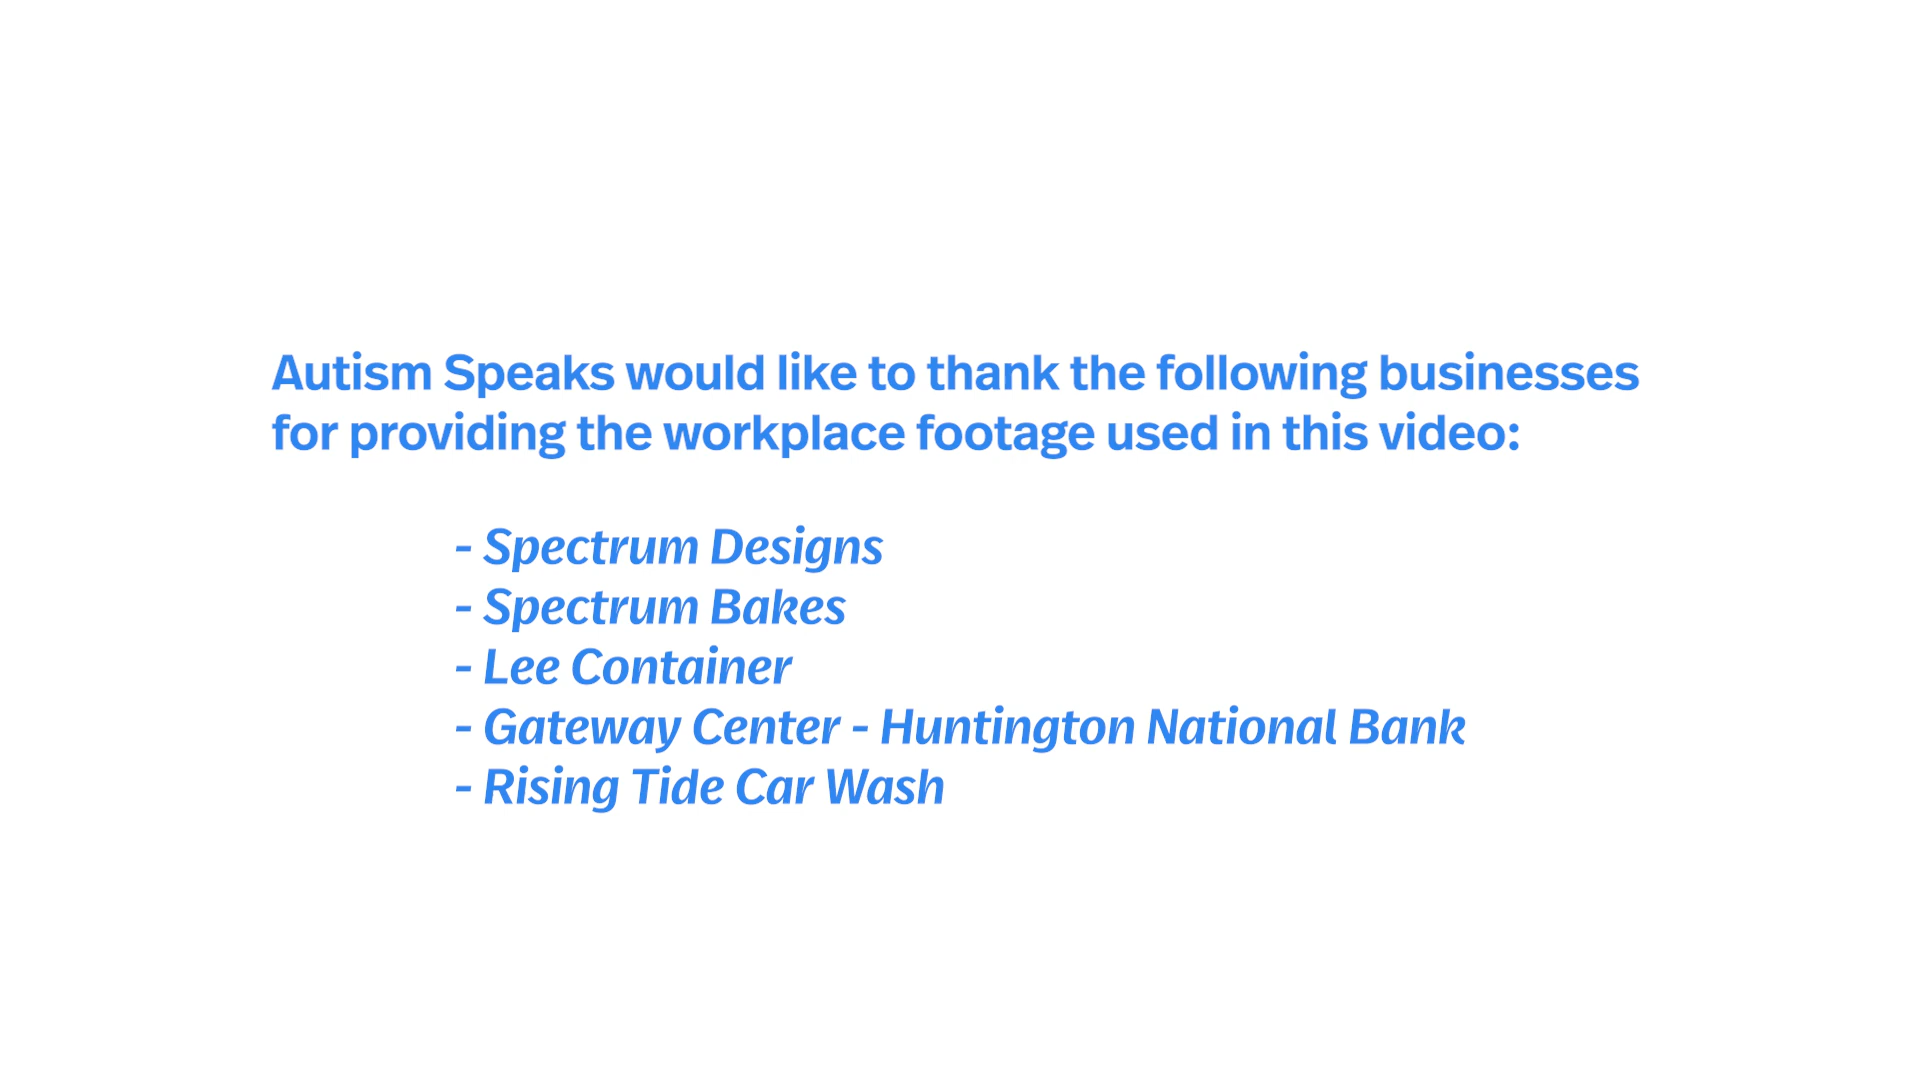 Autism Speaks would like to thank the following businesses
for providing the workplace footage used in this video:
- Spectrum Designs
- Spectrum Bakes
- Lee Container
- Gateway Center - Huntington National Bank
- Rising Tide Car Wash